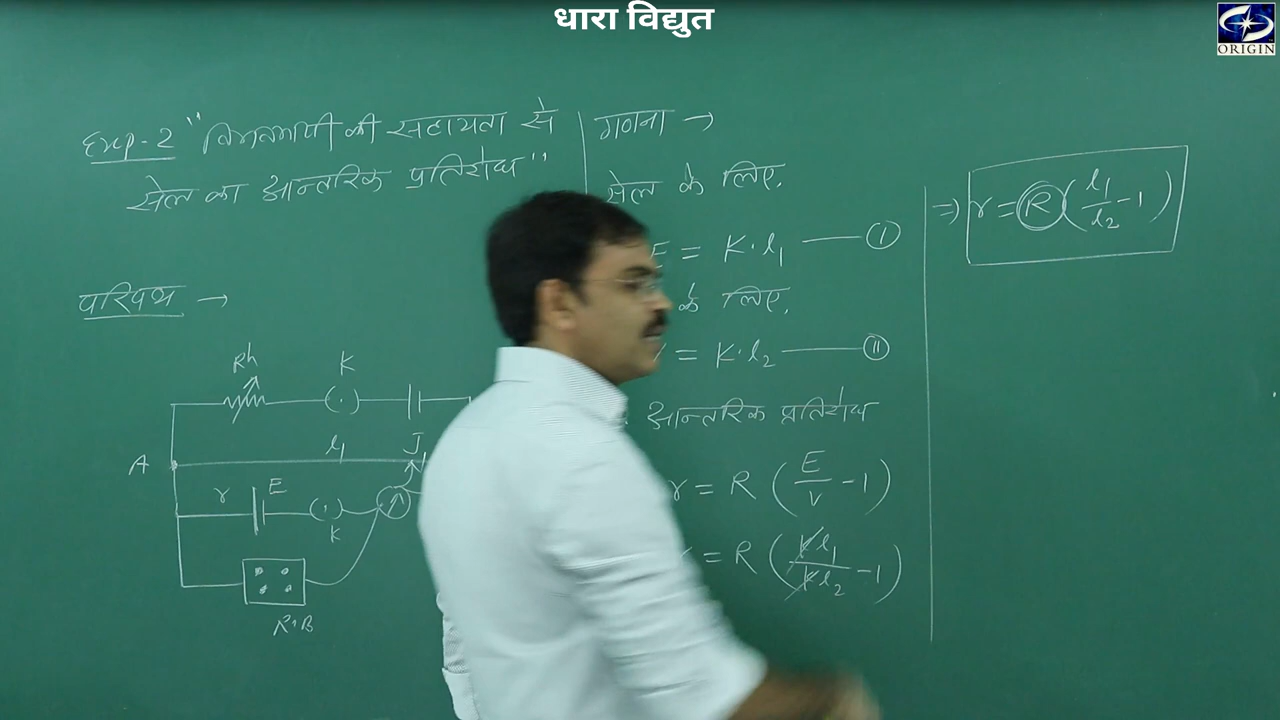 धारा विद्युत
ORIGIN
Exp-2 "विभवमापी की सहायता से
सेल का आन्तरिक प्रतिरोध"
परिपथ →
Rh K
l1 J
A
r E K
R.B
गणना →
सेल के लिए,
E = K·l1 —— (I)
के लिए,
= K·l2 —— (II)
आन्तरिक प्रतिरोध
r = R (E/V - 1)
= R (Kl1/Kl2 - 1)
⇒ r = R (l1/l2 - 1)